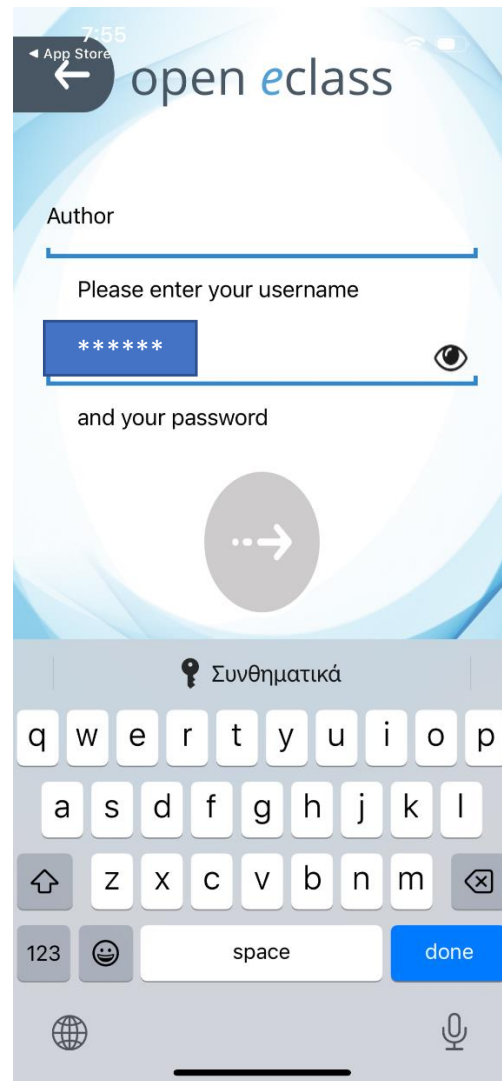 7:55
◄ App Store
open eclass
Author
Please enter your username
******
and your password
Συνθηματικά
q w e r t y u i o p
a s d f g h j k l
z x c v b n m
123 space done